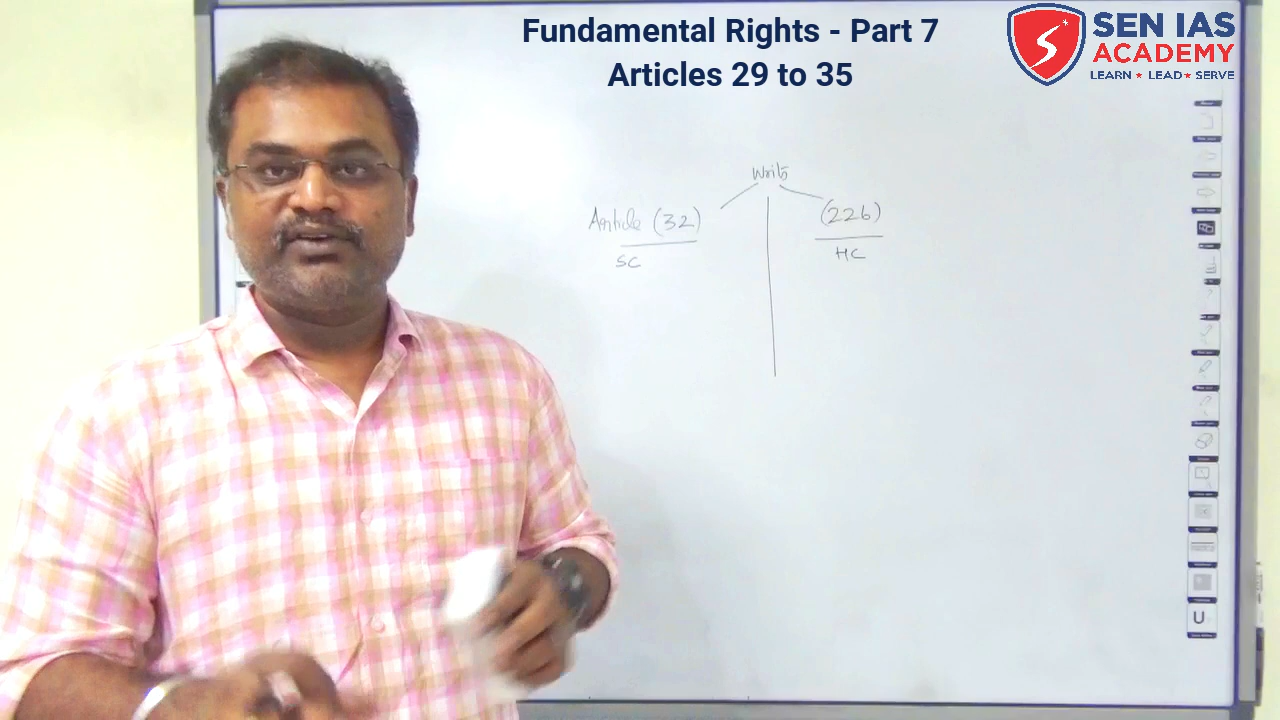 Fundamental Rights - Part 7
Articles 29 to 35
SEN IAS
ACADEMY
LEARN ★ LEAD ★ SERVE
Writs
Article (32)
(226)
SC
HC
U